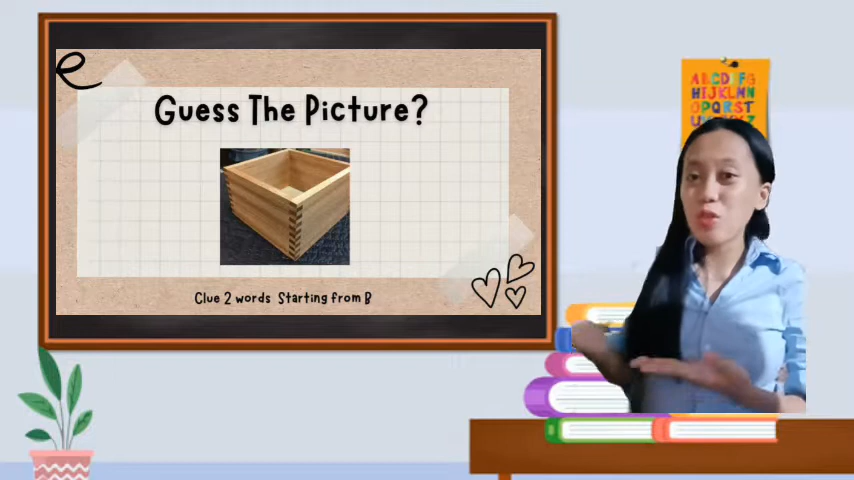 Guess The Picture?
Clue 2 words Starting from B
ABCDEFG
HIJKLMN
OPQRST